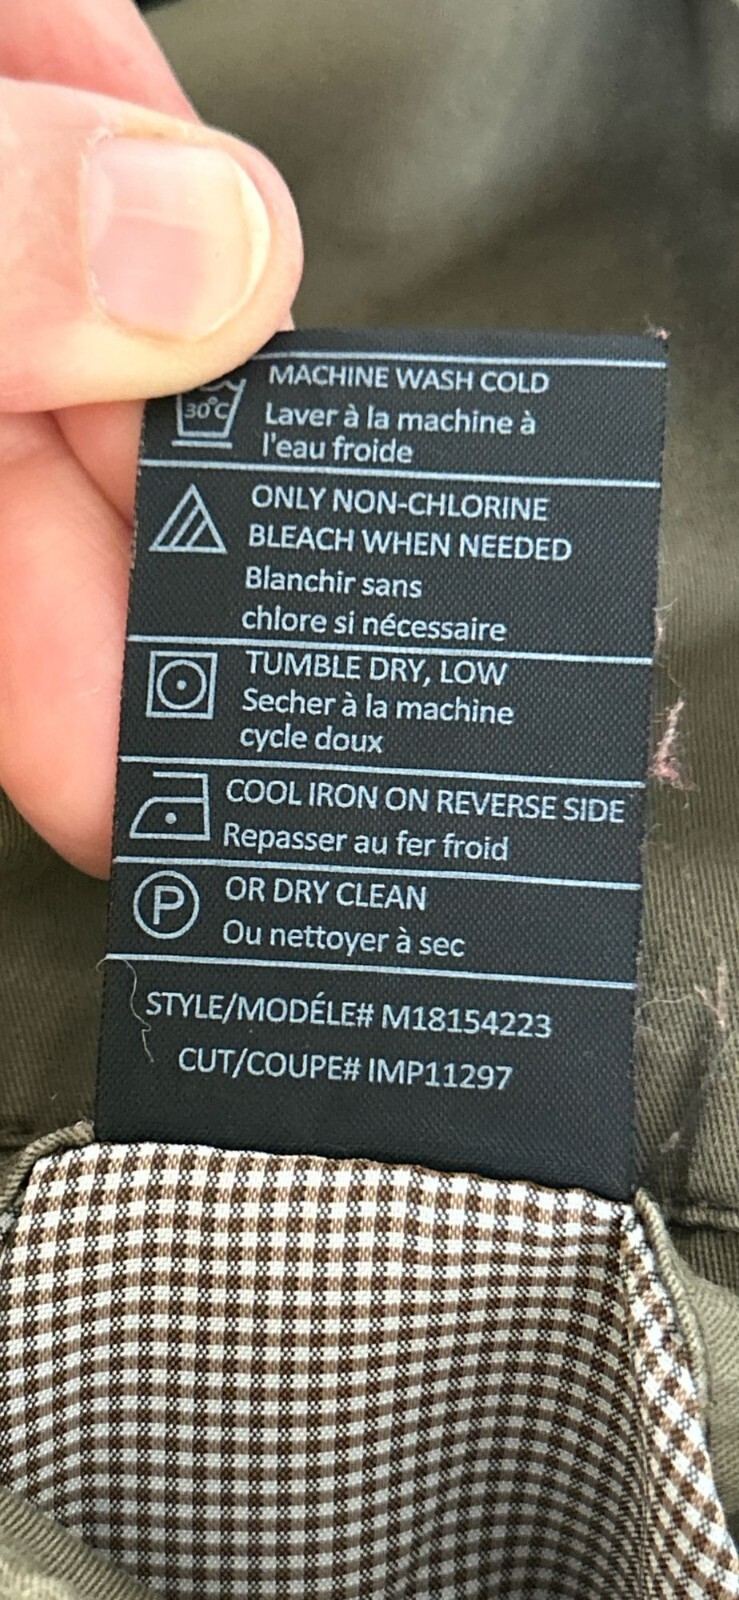 MACHINE WASH COLD
30°C
Laver à la machine à
l'eau froide
ONLY NON-CHLORINE
BLEACH WHEN NEEDED
Blanchir sans
chlore si nécessaire
TUMBLE DRY, LOW
Secher à la machine
cycle doux
COOL IRON ON REVERSE SIDE
Repasser au fer froid
P
OR DRY CLEAN
Ou nettoyer à sec
STYLE/MODÉLE# M18154223
CUT/COUPE# IMP11297